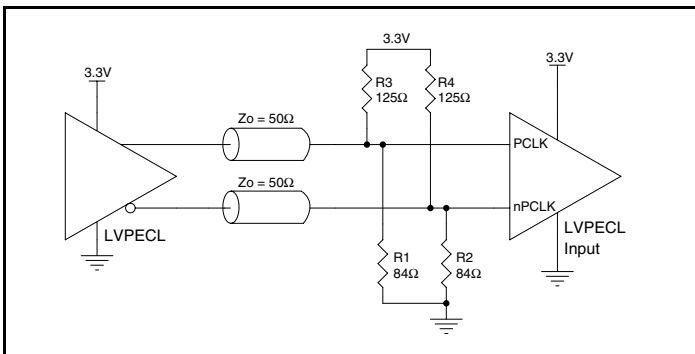 3.3V
3.3V
3.3V
R3
125Ω
R4
125Ω
Zo = 50Ω
PCLK
Zo = 50Ω
nPCLK
LVPECL
LVPECL
Input
R1
84Ω
R2
84Ω